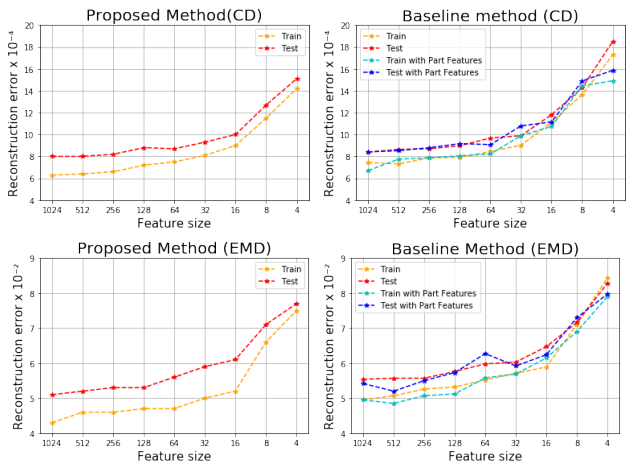 Proposed Method(CD)
Reconstruction error x 10⁻⁴
20
18
16
14
12
10
8
6
4
Train
Test
1024 512 256 128 64 32 16 8 4
Feature size
Baseline method (CD)
Reconstruction error x 10⁻⁴
20
18
16
14
12
10
8
6
4
Train
Test
Train with Part Features
Test with Part Features
1024 512 256 128 64 32 16 8 4
Feature size
Proposed Method (EMD)
Reconstruction error x 10⁻²
9
8
7
6
5
4
Train
Test
1024 512 256 128 64 32 16 8 4
Feature size
Baseline Method (EMD)
Reconstruction error x 10⁻²
9
8
7
6
5
4
Train
Test
Train with Part Features
Test with Part Features
1024 512 256 128 64 32 16 8 4
Feature size